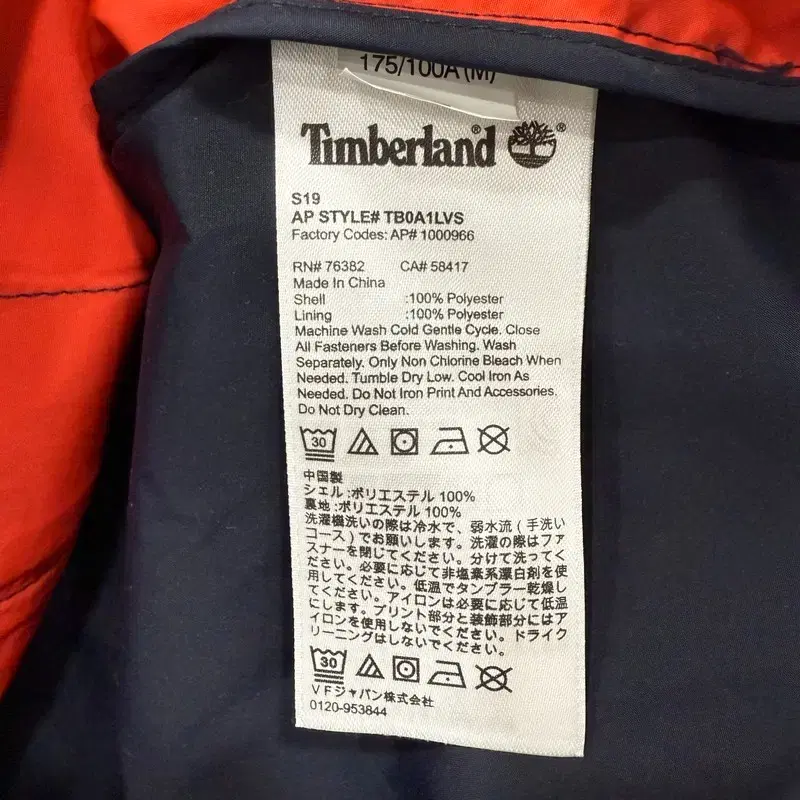 175/100A (M)
Timberland®
S19
AP STYLE# TB0A1LVS
Factory Codes: AP# 1000966
RN# 76382 CA# 58417
Made In China
Shell :100% Polyester
Lining :100% Polyester
Machine Wash Cold Gentle Cycle. Close
All Fasteners Before Washing. Wash
Separately. Only Non Chlorine Bleach When
Needed. Tumble Dry Low. Cool Iron As
Needed. Do Not Iron Print And Accessories.
Do Not Dry Clean.
30
中国製
シェル :ポリエステル 100%
裏地 :ポリエステル 100%
洗濯機洗いの際は冷水で、弱水流 ( 手洗い
コース ) でお願いします。洗濯の際はファ
スナーを閉じてください。分けて洗ってく
ださい。必要に応じて非塩素系漂白剤を使
用してください。低温でタンブラー乾燥し
てください。アイロンは必要に応じて低温
にします。プリント部分と装飾部分にはア
イロンを使用しないでください。ドライク
リーニングはしないでください。
30
VFジャパン株式会社
0120-953844